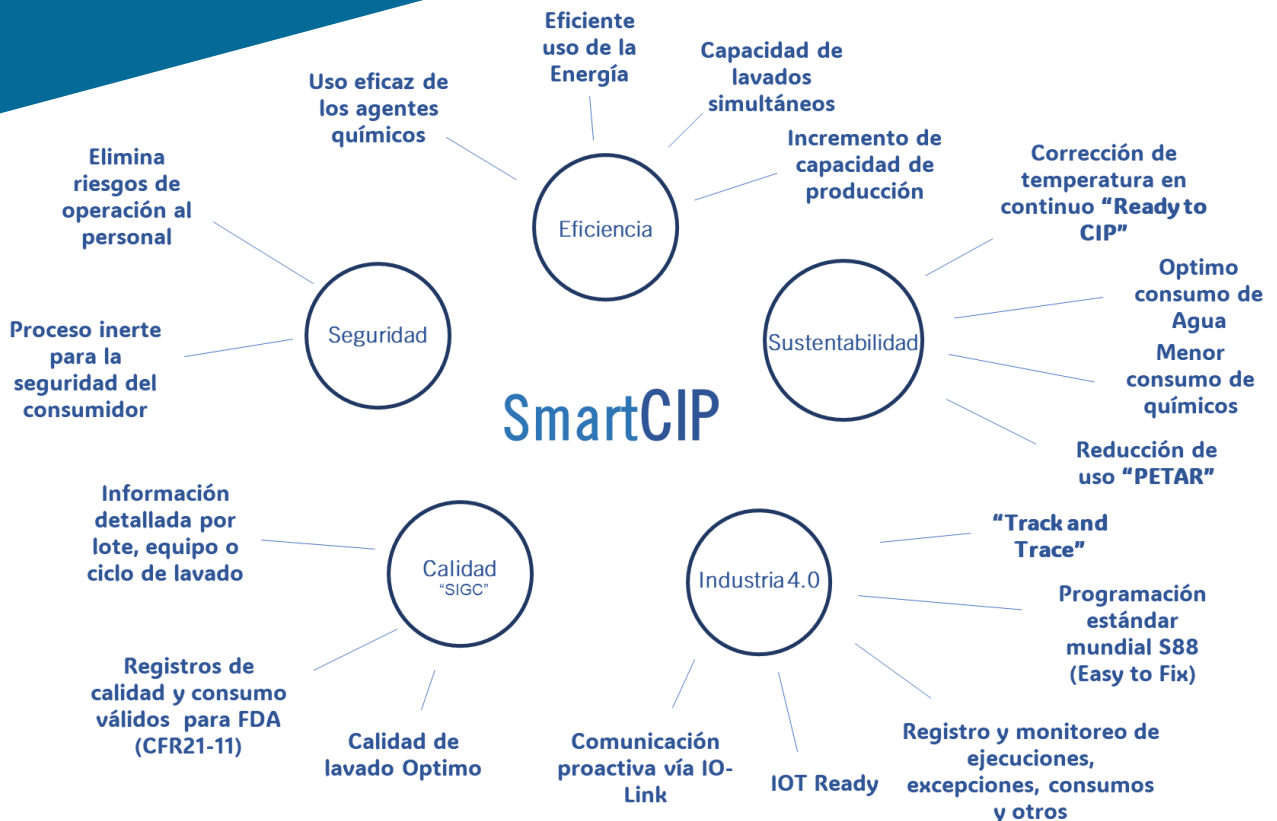 Eficiente
uso de la
Energía
Capacidad de
lavados
simultáneos
Uso eficaz de
los agentes
químicos
Incremento de
capacidad de
producción
Eficiencia
Elimina
riesgos de
operación al
personal
Proceso inerte
para la
seguridad del
consumidor
Seguridad
Corrección de
temperatura en
continuo “Ready to
CIP”
Optimo
consumo de
Agua
Menor
consumo de
químicos
Reducción de
uso “PETAR”
Sustentabilidad
SmartCIP
Información
detallada por
lote, equipo o
ciclo de lavado
Calidad
“SIGC”
Registros de
calidad y consumo
válidos para FDA
(CFR21-11)
Calidad de
lavado Optimo
Industria 4.0
“Track and
Trace”
Programación
estándar
mundial S88
(Easy to Fix)
Registro y monitoreo de
ejecuciones,
excepciones, consumos
y otros
IOT Ready
Comunicación
proactiva vía IO-
Link